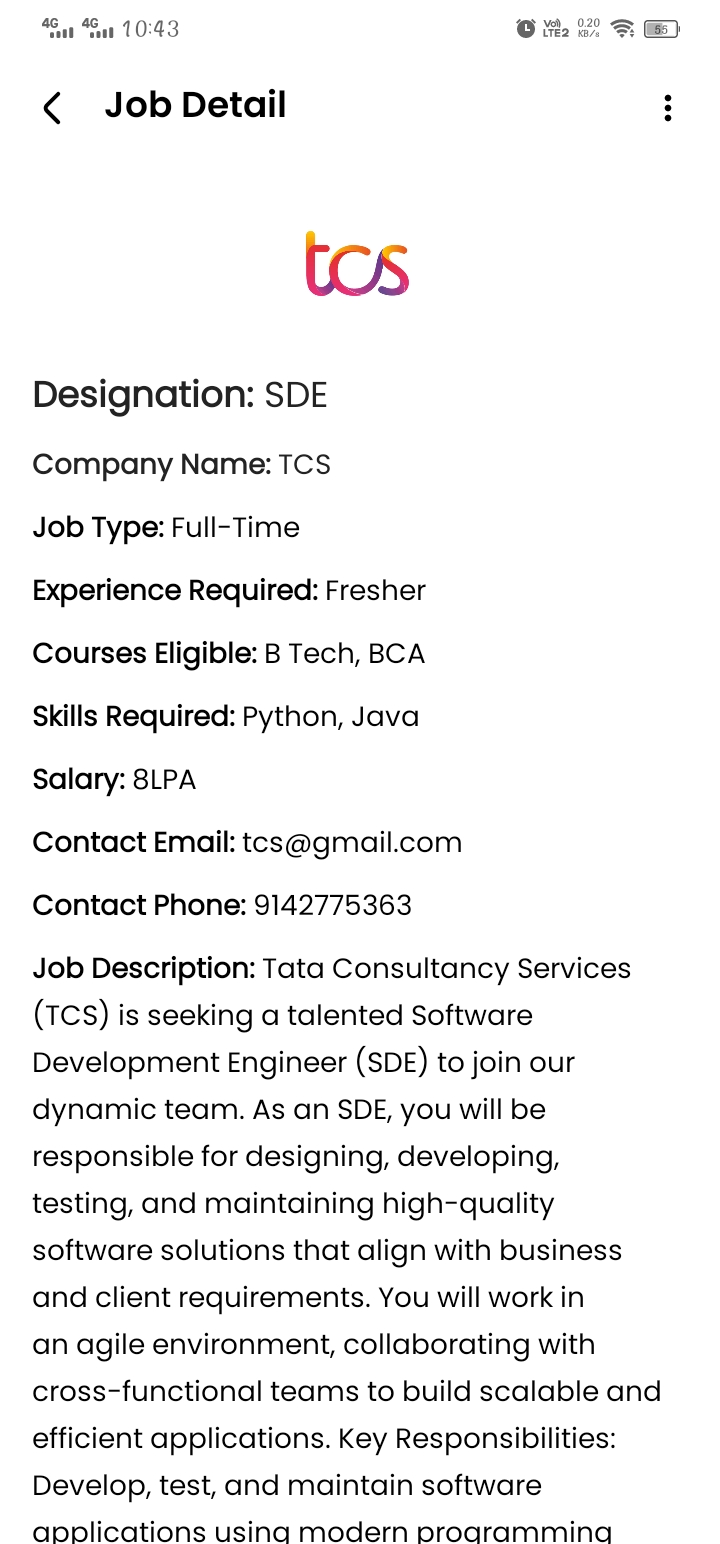 4G 4G 10:43 Vo) LTE2 0.20 KB/s 55
Job Detail
tcs
Designation: SDE
Company Name: TCS
Job Type: Full-Time
Experience Required: Fresher
Courses Eligible: B Tech, BCA
Skills Required: Python, Java
Salary: 8LPA
Contact Email: tcs@gmail.com
Contact Phone: 9142775363
Job Description: Tata Consultancy Services
(TCS) is seeking a talented Software
Development Engineer (SDE) to join our
dynamic team. As an SDE, you will be
responsible for designing, developing,
testing, and maintaining high-quality
software solutions that align with business
and client requirements. You will work in
an agile environment, collaborating with
cross-functional teams to build scalable and
efficient applications. Key Responsibilities:
Develop, test, and maintain software
applications using modern programming